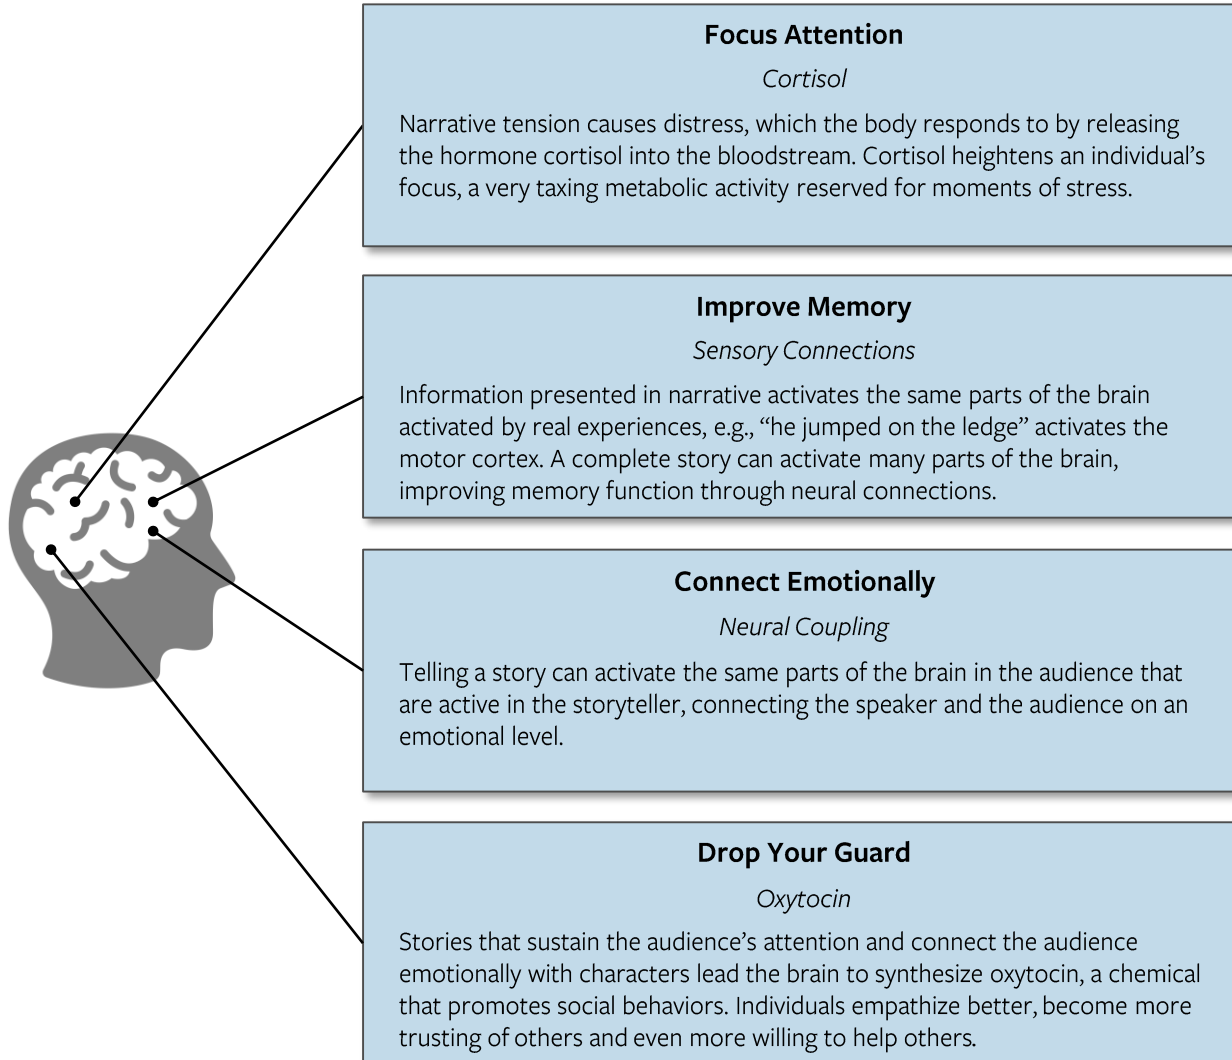 Focus Attention
Cortisol
Narrative tension causes distress, which the body responds to by releasing
the hormone cortisol into the bloodstream. Cortisol heightens an individual’s
focus, a very taxing metabolic activity reserved for moments of stress.
Improve Memory
Sensory Connections
Information presented in narrative activates the same parts of the brain
activated by real experiences, e.g., “he jumped on the ledge” activates the
motor cortex. A complete story can activate many parts of the brain,
improving memory function through neural connections.
Connect Emotionally
Neural Coupling
Telling a story can activate the same parts of the brain in the audience that
are active in the storyteller, connecting the speaker and the audience on an
emotional level.
Drop Your Guard
Oxytocin
Stories that sustain the audience’s attention and connect the audience
emotionally with characters lead the brain to synthesize oxytocin, a chemical
that promotes social behaviors. Individuals empathize better, become more
trusting of others and even more willing to help others.